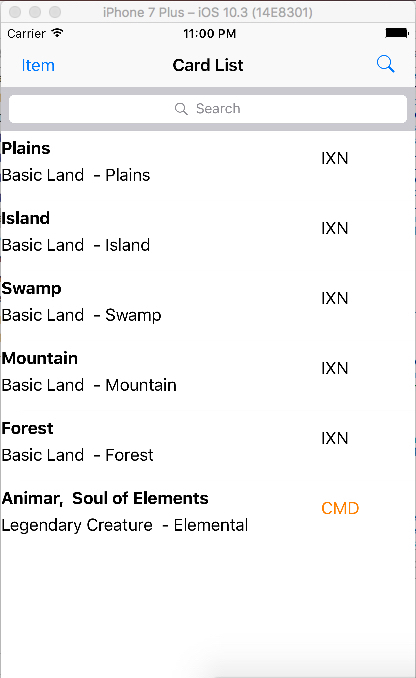 iPhone 7 Plus – iOS 10.3 (14E8301)
Carrier 11:00 PM
Item Card List
Search
Plains
IXN
Basic Land - Plains
Island
IXN
Basic Land - Island
Swamp
IXN
Basic Land - Swamp
Mountain
IXN
Basic Land - Mountain
Forest
IXN
Basic Land - Forest
Animar, Soul of Elements
CMD
Legendary Creature - Elemental